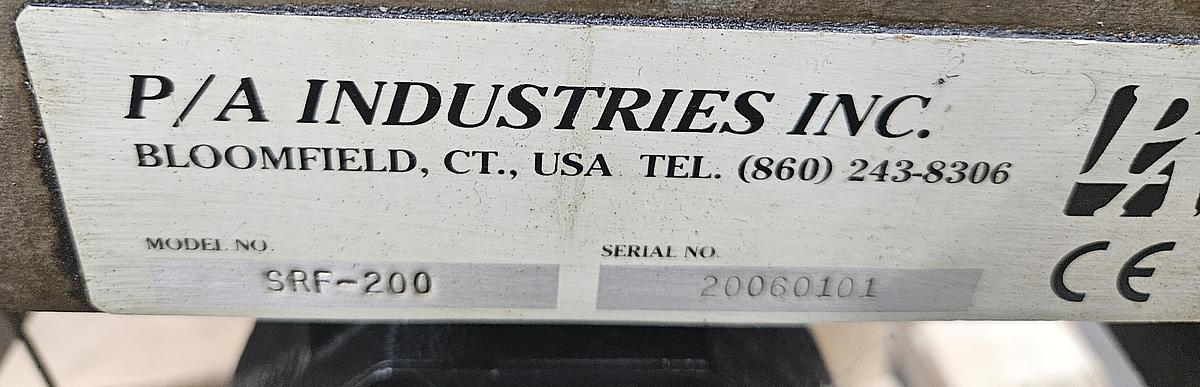 P/A INDUSTRIES INC.
BLOOMFIELD, CT., USA TEL. (860) 243-8306
MODEL NO. SERIAL NO.
SRF-200 20060101
CE